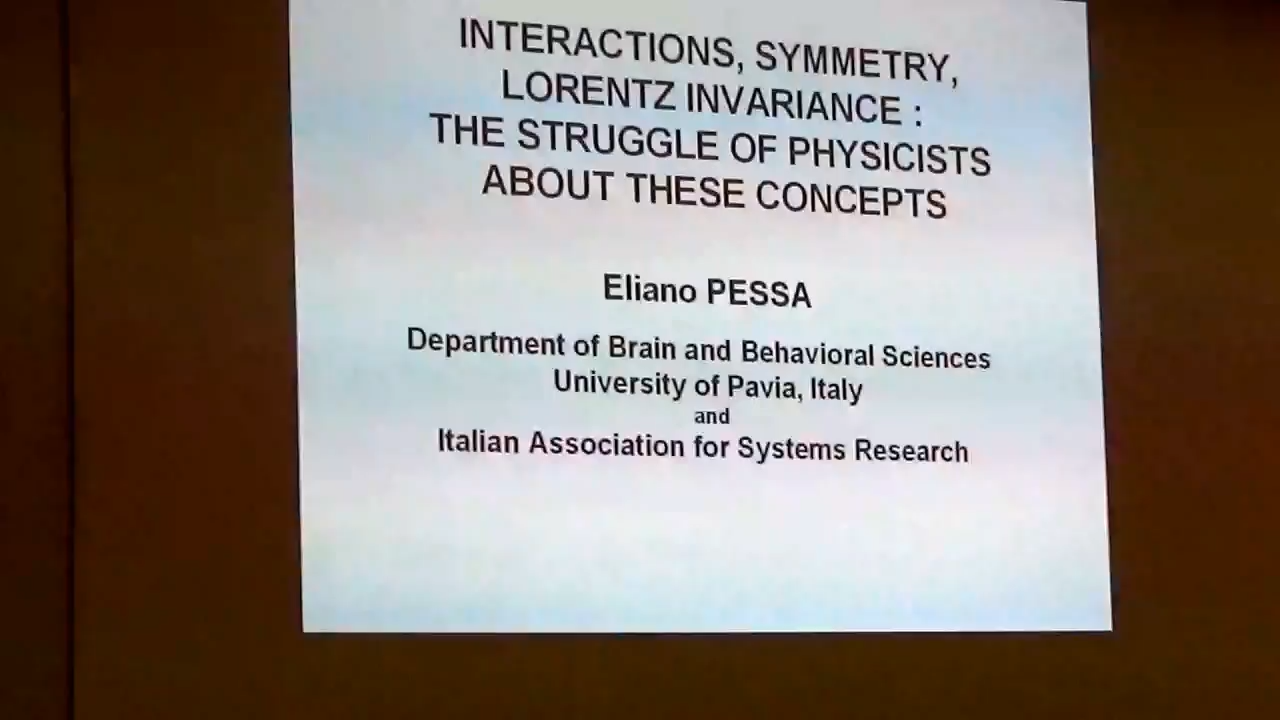 INTERACTIONS, SYMMETRY,
LORENTZ INVARIANCE :
THE STRUGGLE OF PHYSICISTS
ABOUT THESE CONCEPTS
Eliano PESSA
Department of Brain and Behavioral Sciences
University of Pavia, Italy
and
Italian Association for Systems Research